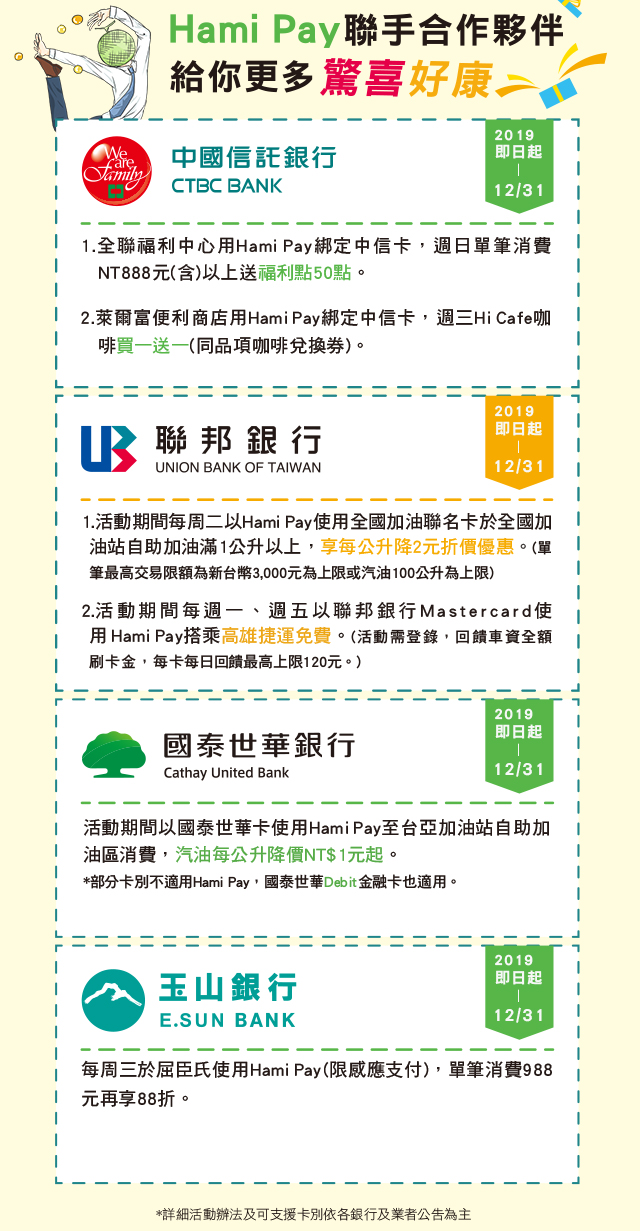 Hami Pay聯手合作夥伴
給你更多驚喜好康
We are Family
中國信託銀行
CTBC BANK
2019
即日起
|
12/31
1.全聯福利中心用Hami Pay綁定中信卡，週日單筆消費
NT888元(含)以上送福利點50點。
2.萊爾富便利商店用Hami Pay綁定中信卡，週三Hi Cafe咖
啡買一送一(同品項咖啡兌換券)。
聯邦銀行
UNION BANK OF TAIWAN
2019
即日起
|
12/31
1.活動期間每周二以Hami Pay使用全國加油聯名卡於全國加
油站自助加油滿1公升以上，享每公升降2元折價優惠。(單
筆最高交易限額為新台幣3,000元為上限或汽油100公升為上限)
2.活動期間每週一、週五以聯邦銀行Mastercard使
用 Hami Pay搭乘高雄捷運免費。(活動需登錄，回饋車資全額
刷卡金，每卡每日回饋最高上限120元。)
國泰世華銀行
Cathay United Bank
2019
即日起
|
12/31
活動期間以國泰世華卡使用Hami Pay至台亞加油站自助加
油區消費，汽油每公升降價NT$1元起。
*部分卡別不適用Hami Pay，國泰世華Debit金融卡也適用。
玉山銀行
E.SUN BANK
2019
即日起
|
12/31
每周三於屈臣氏使用Hami Pay(限感應支付)，單筆消費988
元再享88折。
*詳細活動辦法及可支援卡別依各銀行及業者公告為主